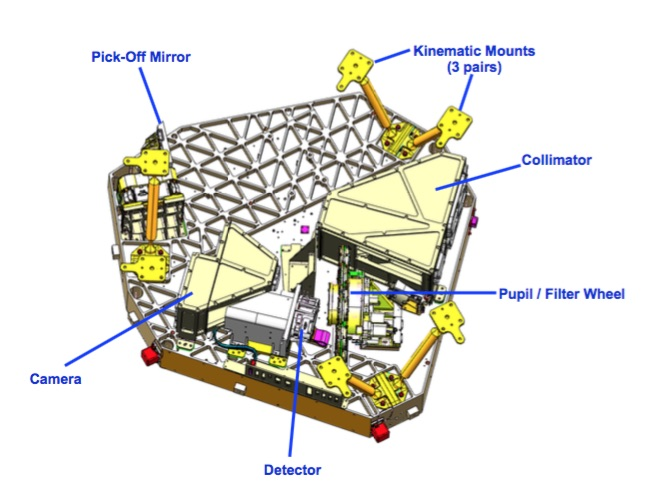 Pick-Off Mirror
Kinematic Mounts
(3 pairs)
Collimator
Pupil / Filter Wheel
Camera
Detector